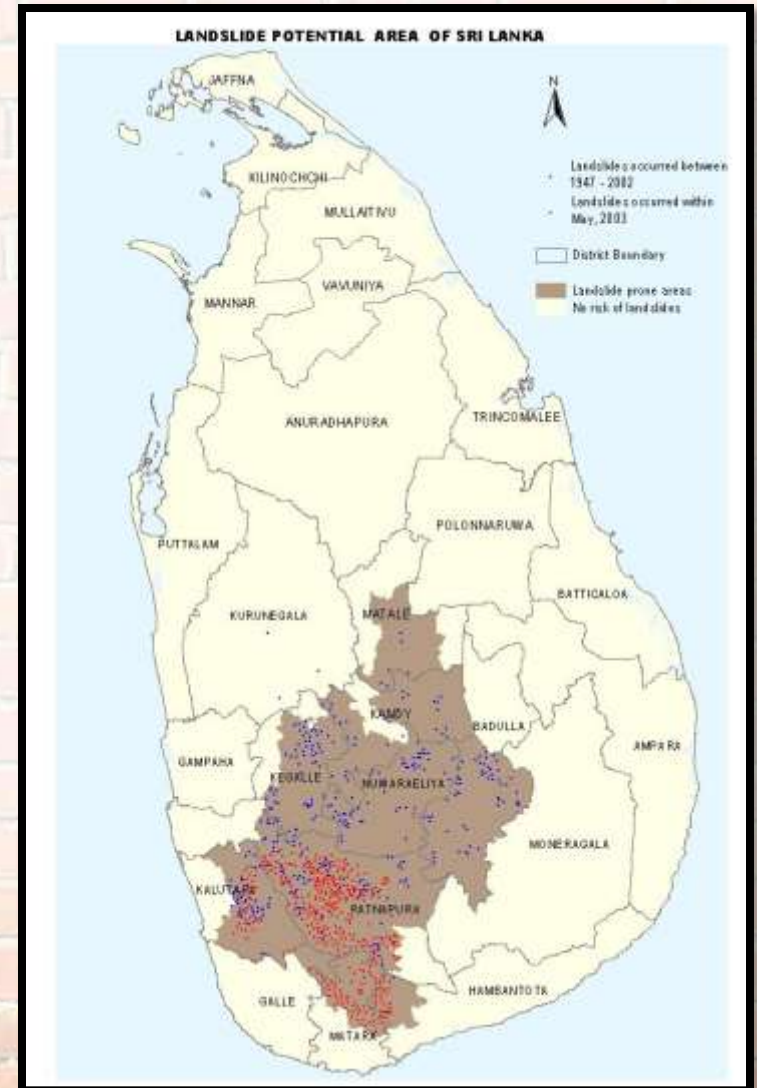 LANDSLIDE POTENTIAL AREA OF SRI LANKA
N
Landslides occurred between
1947 - 2002
Landslides occurred within
May, 2003
District Boundary
Landslide prone areas
No risk of landslides
JAFFNA
KILINOCHCHI
MULLAITIVU
VAVUNIYA
MANNAR
ANURADHAPURA
TRINCOMALEE
POLONNARUWA
PUTTALAM
BATTICALOA
KURUNEGALA
MATALE
KANDY
BADULLA
AMPARA
GAMPAHA
KEGALLE
NUWARAELIYA
MONERAGALA
KALUTARA
RATNAPURA
HAMBANTOTA
GALLE
MATARA